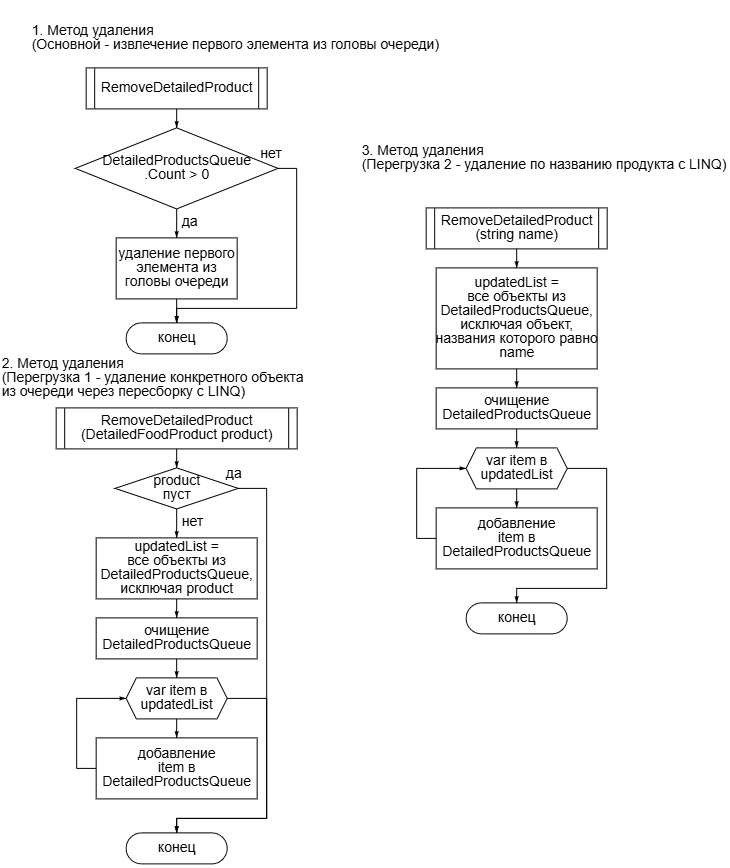 1. Метод удаления
(Основной - извлечение первого элемента из головы очереди)
RemoveDetailedProduct
DetailedProductsQueue
.Count > 0
нет
да
удаление первого
элемента из
головы очереди
конец
2. Метод удаления
(Перегрузка 1 - удаление конкретного объекта
из очереди через пересборку с LINQ)
RemoveDetailedProduct
(DetailedFoodProduct product)
product
пуст
да
нет
updatedList =
все объекты из
DetailedProductsQueue,
исключая product
очищение
DetailedProductsQueue
var item в
updatedList
добавление
item в
DetailedProductsQueue
конец
3. Метод удаления
(Перегрузка 2 - удаление по названию продукта с LINQ)
RemoveDetailedProduct
(string name)
updatedList =
все объекты из
DetailedProductsQueue,
исключая объект,
названия которого равно
name
очищение
DetailedProductsQueue
var item в
updatedList
добавление
item в
DetailedProductsQueue
конец